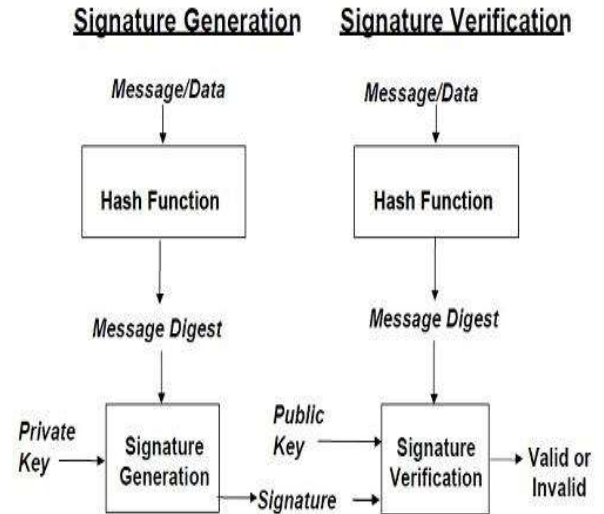 Signature Generation
Message/Data
Hash Function
Message Digest
Private
Key
Signature
Generation
Signature
Signature Verification
Message/Data
Hash Function
Message Digest
Public
Key
Signature
Verification
Valid or
Invalid